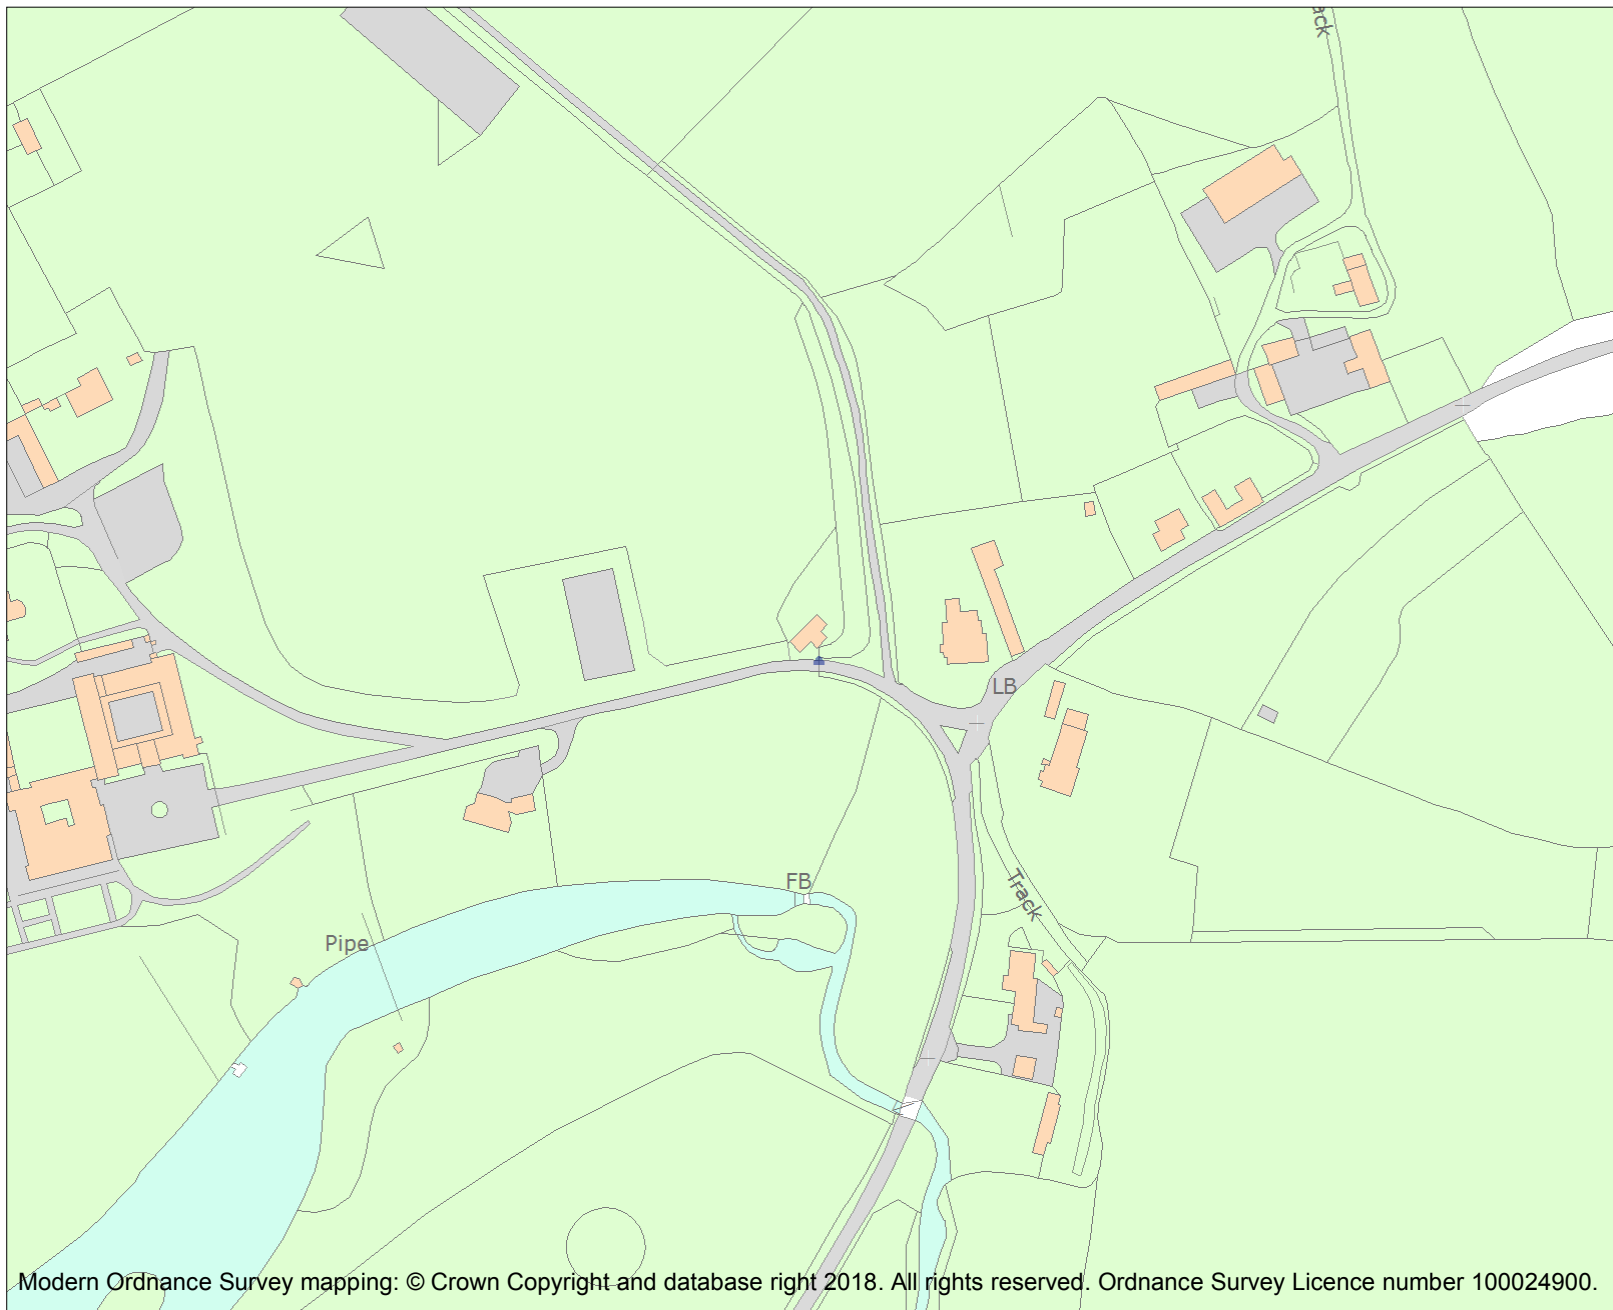 ack
LB
FB
Track
Pipe
Modern Ordnance Survey mapping: © Crown Copyright and database right 2018. All rights reserved. Ordnance Survey Licence number 100024900.